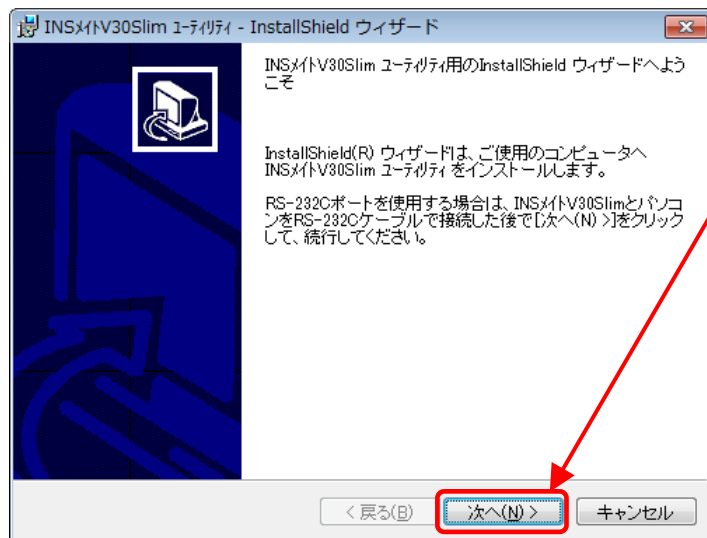 INSﾒｲﾄV30Slim ﾕｰﾃｨﾘﾃｨ - InstallShield ウィザード
INSﾒｲﾄV30Slim ﾕｰﾃｨﾘﾃｨ用のInstallShield ウィザードへよう
こそ
InstallShield(R) ウィザードは、ご使用のコンピュータへ
INSﾒｲﾄV30Slim ﾕｰﾃｨﾘﾃｨ をインストールします。
RS-232Cポートを使用する場合は、INSﾒｲﾄV30Slimとパソコ
ンをRS-232Cケーブルで接続した後で[次へ(N) >]をクリック
して、続行してください。
< 戻る(B)
次へ(N) >
キャンセル